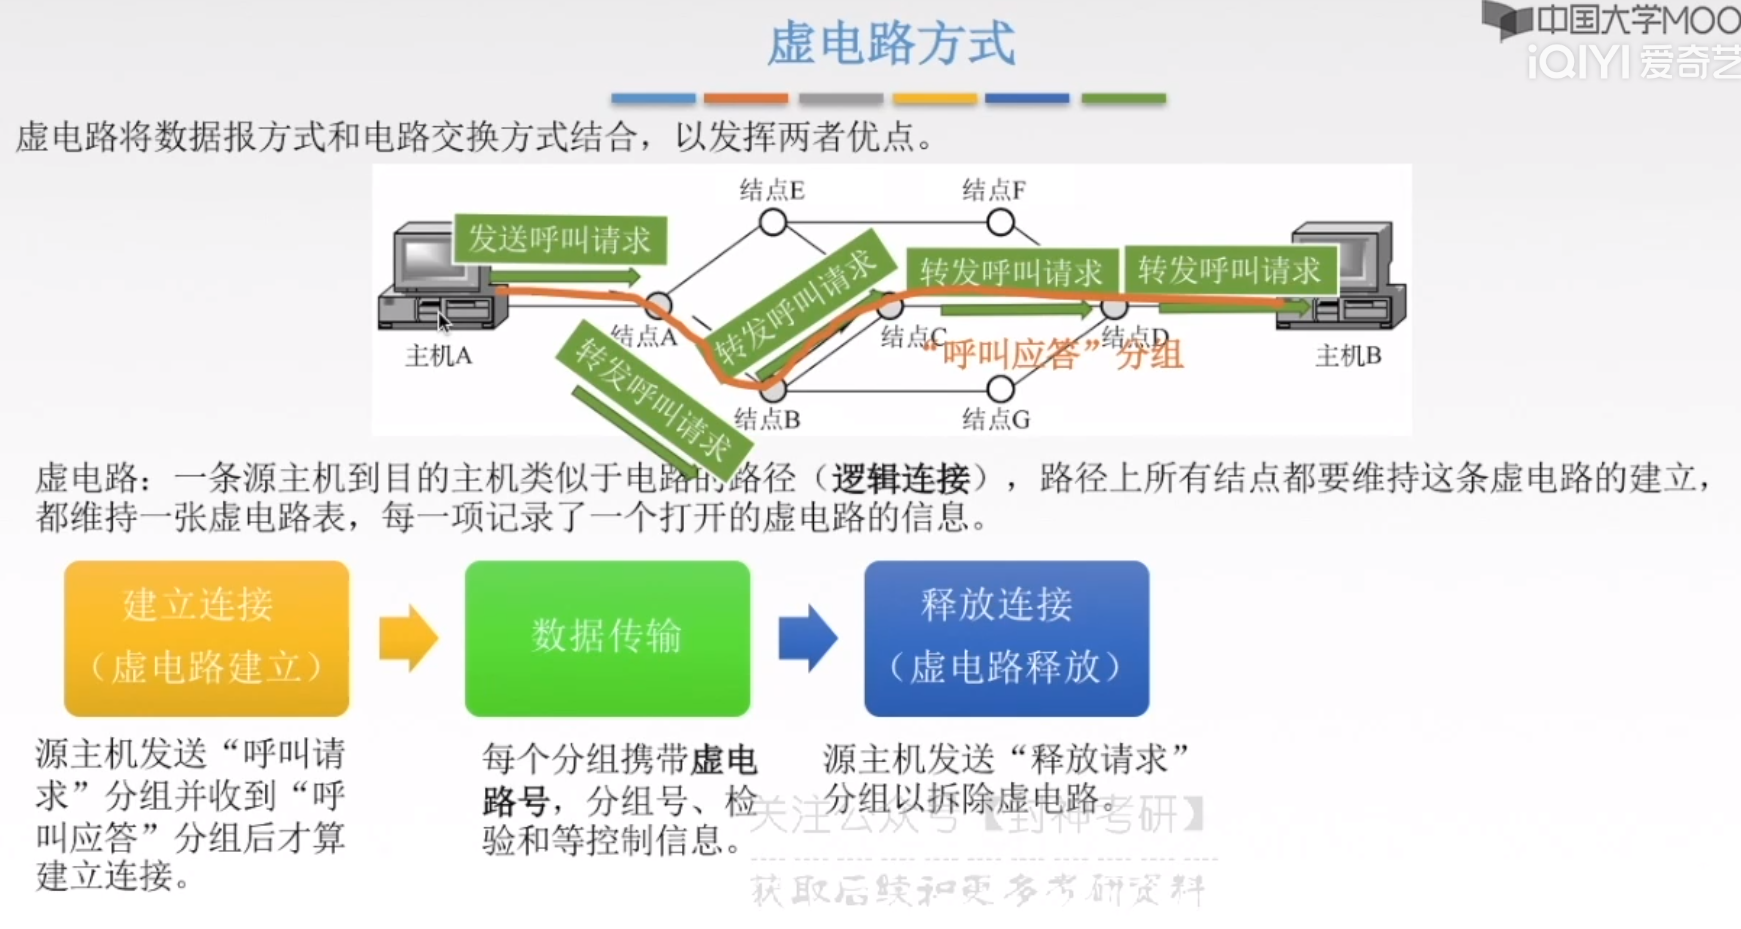 中国大学MOO
iQIYI 爱奇艺
虚电路方式
虚电路将数据报方式和电路交换方式结合，以发挥两者优点。
结点E
结点F
发送呼叫请求
转发呼叫请求
转发呼叫请求
转发呼叫请求
结点A
结点C
结点D
“呼叫应答”分组
主机A
主机B
转发呼叫请求
结点B
结点G
虚电路：一条源主机到目的主机类似于电路的路径（逻辑连接），路径上所有结点都要维持这条虚电路的建立，
都维持一张虚电路表，每一项记录了一个打开的虚电路的信息。
建立连接
（虚电路建立）
数据传输
释放连接
（虚电路释放）
源主机发送“呼叫请
求”分组并收到“呼
叫应答”分组后才算
建立连接。
每个分组携带虚电
路号，分组号、检
验和等控制信息。
源主机发送“释放请求”
分组以拆除虚电路。
关注公众号【封神考研】
获取后续和更多考研资料